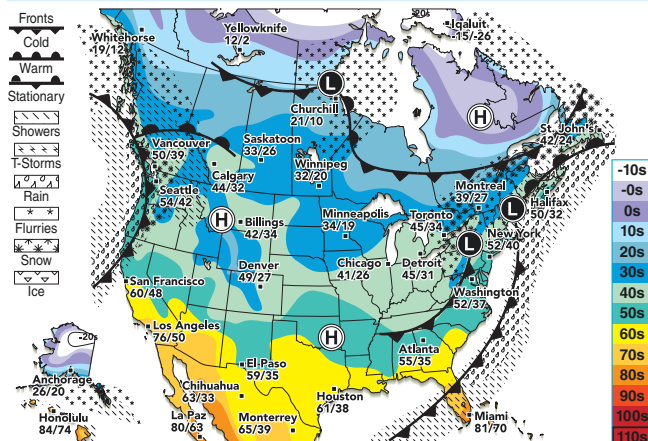 Fronts
Cold
Warm
Stationary
Showers
T-Storms
Rain
Flurries
Snow
Ice
-20s
Iqaluit
-15/-26
Whitehorse
19/12
Yellowknife
12/2
L
Churchill
21/10
H
St. John's
42/24
Vancouver
50/39
Saskatoon
33/26
Winnipeg
32/20
Calgary
44/32
Seattle
54/42
Montreal
39/27
Halifax
50/32
L
H
Billings
42/34
Minneapolis
34/19
Toronto
45/34
New York
52/40
L
Denver
49/27
Chicago
41/26
Detroit
45/31
Washington
52/37
San Francisco
60/48
Los Angeles
76/50
H
Atlanta
55/35
El Paso
59/35
Chihuahua
63/33
Houston
61/38
La Paz
80/63
Monterrey
65/39
Miami
81/70
-20s
Anchorage
26/20
Honolulu
84/74
-10s
-0s
0s
10s
20s
30s
40s
50s
60s
70s
80s
90s
100s
110s